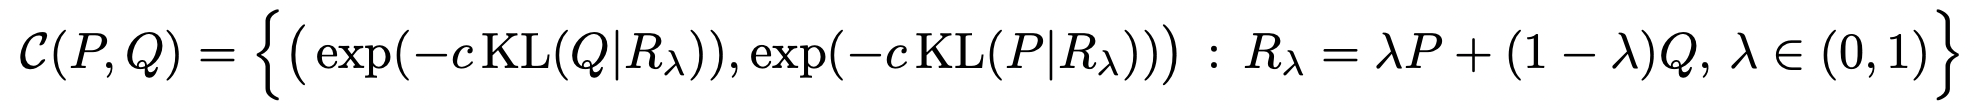 𝒞(P, Q) = {( exp(−c KL(Q|R_λ)), exp(−c KL(P|R_λ))) : R_λ = λP + (1 − λ)Q, λ ∈ (0, 1)}